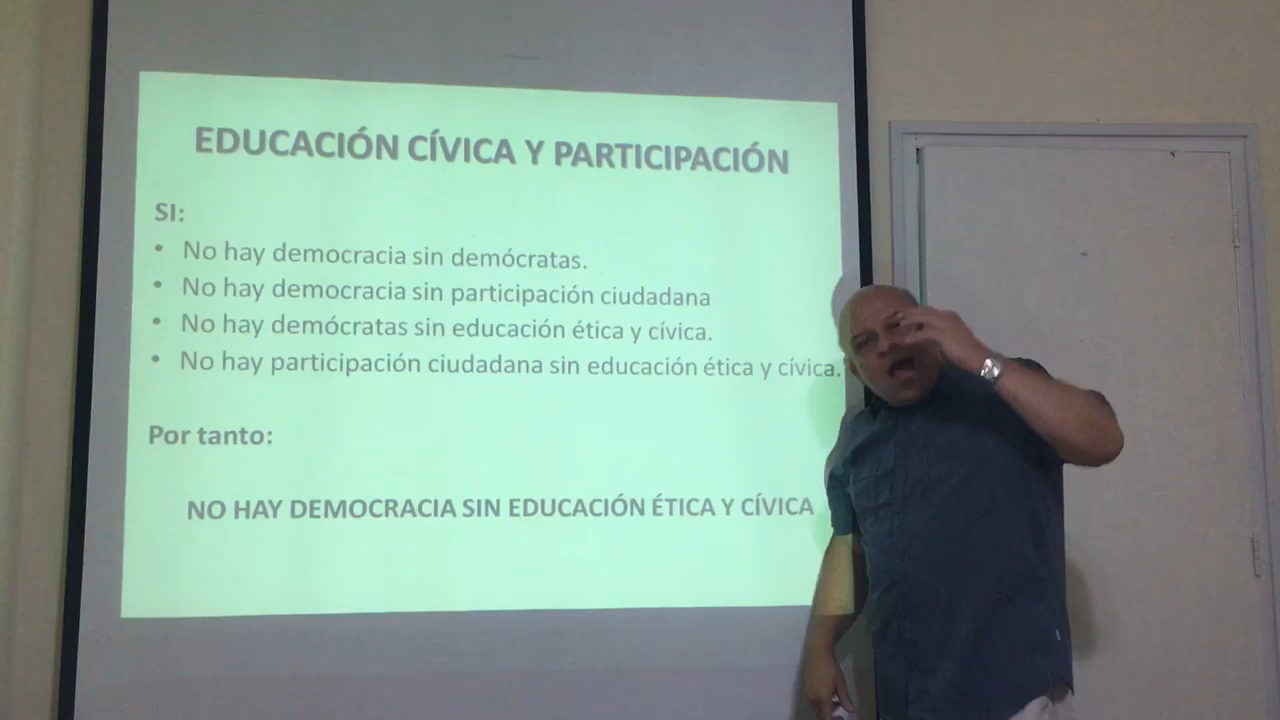 EDUCACIÓN CÍVICA Y PARTICIPACIÓN
SI:
• No hay democracia sin demócratas.
• No hay democracia sin participación ciudadana
• No hay demócratas sin educación ética y cívica.
• No hay participación ciudadana sin educación ética y cívica.
Por tanto:
NO HAY DEMOCRACIA SIN EDUCACIÓN ÉTICA Y CÍVICA